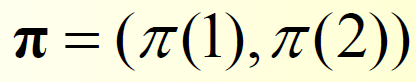 π = (π(1), π(2))